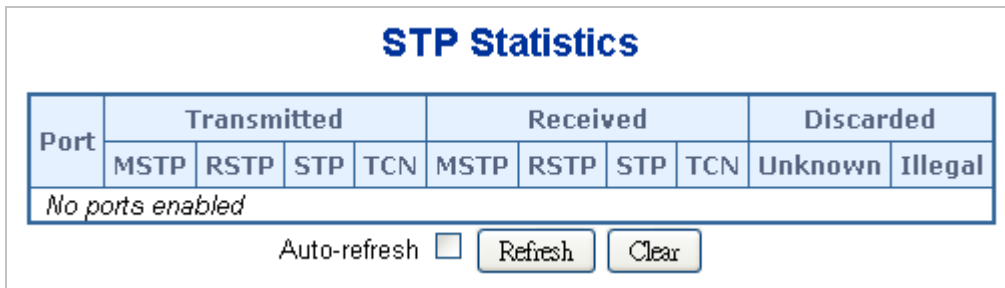 STP Statistics
Port Transmitted Received Discarded
MSTP RSTP STP TCN MSTP RSTP STP TCN Unknown Illegal
No ports enabled
Auto-refresh Refresh Clear